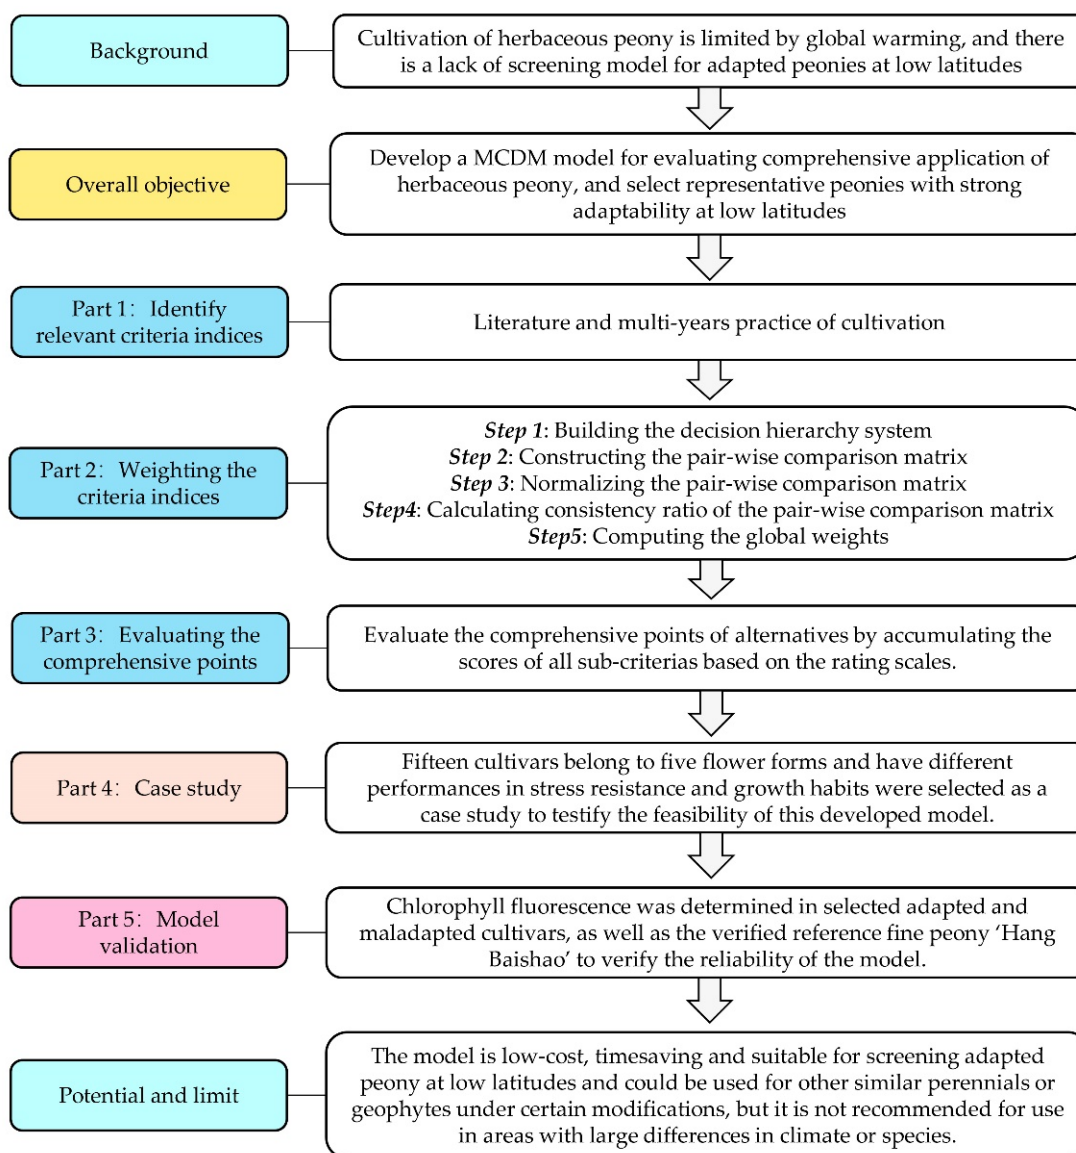 Background
Cultivation of herbaceous peony is limited by global warming, and there
is a lack of screening model for adapted peonies at low latitudes
Overall objective
Develop a MCDM model for evaluating comprehensive application of
herbaceous peony, and select representative peonies with strong
adaptability at low latitudes
Part 1：Identify
relevant criteria indices
Literature and multi-years practice of cultivation
Part 2：Weighting the
criteria indices
Step 1: Building the decision hierarchy system
Step 2: Constructing the pair-wise comparison matrix
Step 3: Normalizing the pair-wise comparison matrix
Step4: Calculating consistency ratio of the pair-wise comparison matrix
Step5: Computing the global weights
Part 3：Evaluating the
comprehensive points
Evaluate the comprehensive points of alternatives by accumulating the
scores of all sub-criterias based on the rating scales.
Part 4：Case study
Fifteen cultivars belong to five flower forms and have different
performances in stress resistance and growth habits were selected as a
case study to testify the feasibility of this developed model.
Part 5：Model
validation
Chlorophyll fluorescence was determined in selected adapted and
maladapted cultivars, as well as the verified reference fine peony ‘Hang
Baishao’ to verify the reliability of the model.
Potential and limit
The model is low-cost, timesaving and suitable for screening adapted
peony at low latitudes and could be used for other similar perennials or
geophytes under certain modifications, but it is not recommended for use
in areas with large differences in climate or species.